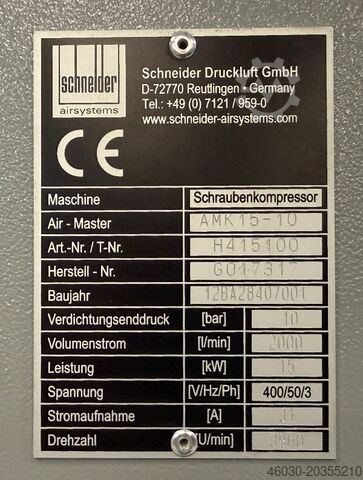 schneider
airsystems
Schneider Druckluft GmbH
D-72770 Reutlingen - Germany
Tel.: +49 (0) 7121 / 959-0
www.schneider-airsystems.com
CE
Maschine Schraubenkompressor
Air - Master AMK15-10
Art.-Nr. / T-Nr. H415100
Herstell - Nr. G017317
Baujahr 12BA28407001
Verdichtungsenddruck [bar] 10
Volumenstrom [l/min] 2000
Leistung [kW] 15
Spannung [V/Hz/Ph] 400/50/3
Stromaufnahme [A]
Drehzahl [U/min]
46030-20355210